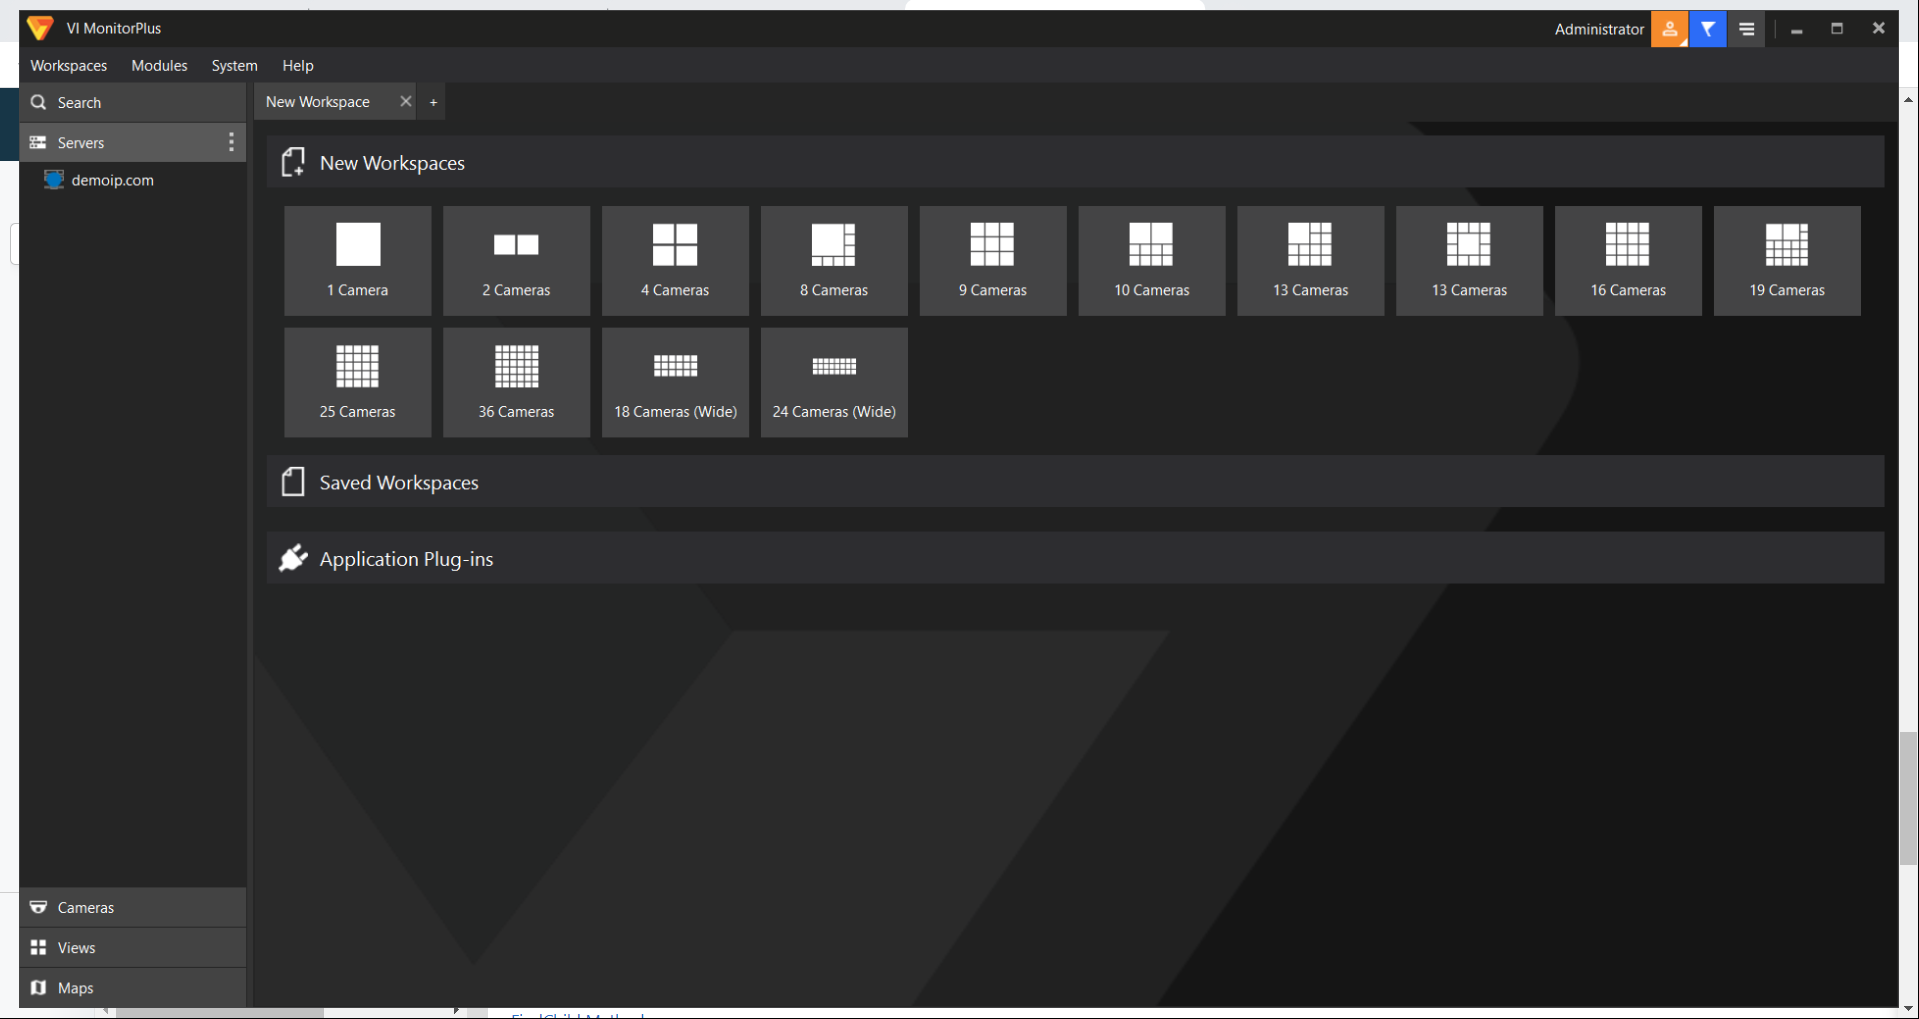 VI MonitorPlus
Administrator
Workspaces Modules System Help
Search
New Workspace
Servers
demoip.com
New Workspaces
1 Camera
2 Cameras
4 Cameras
8 Cameras
9 Cameras
10 Cameras
13 Cameras
13 Cameras
16 Cameras
19 Cameras
25 Cameras
36 Cameras
18 Cameras (Wide)
24 Cameras (Wide)
Saved Workspaces
Application Plug-ins
Cameras
Views
Maps